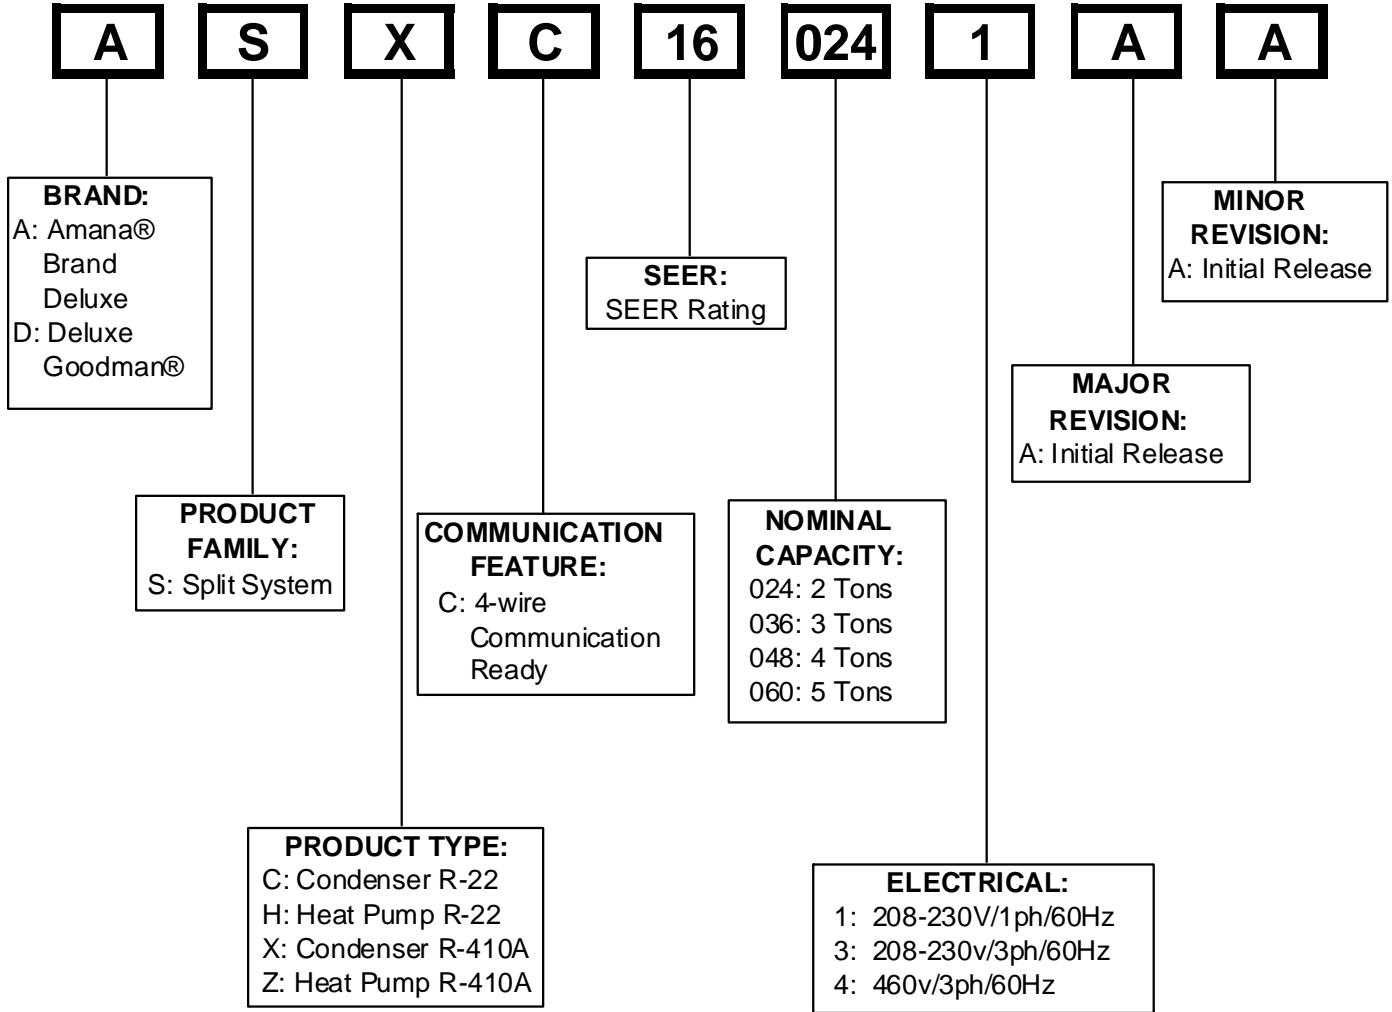 A S X C 16 024 1 A A
BRAND:
A: Amana®
Brand
Deluxe
D: Deluxe
Goodman®
MINOR
REVISION:
A: Initial Release
SEER:
SEER Rating
MAJOR
REVISION:
A: Initial Release
PRODUCT
FAMILY:
S: Split System
COMMUNICATION
FEATURE:
C: 4-wire
Communication
Ready
NOMINAL
CAPACITY:
024: 2 Tons
036: 3 Tons
048: 4 Tons
060: 5 Tons
PRODUCT TYPE:
C: Condenser R-22
H: Heat Pump R-22
X: Condenser R-410A
Z: Heat Pump R-410A
ELECTRICAL:
1: 208-230V/1ph/60Hz
3: 208-230v/3ph/60Hz
4: 460v/3ph/60Hz